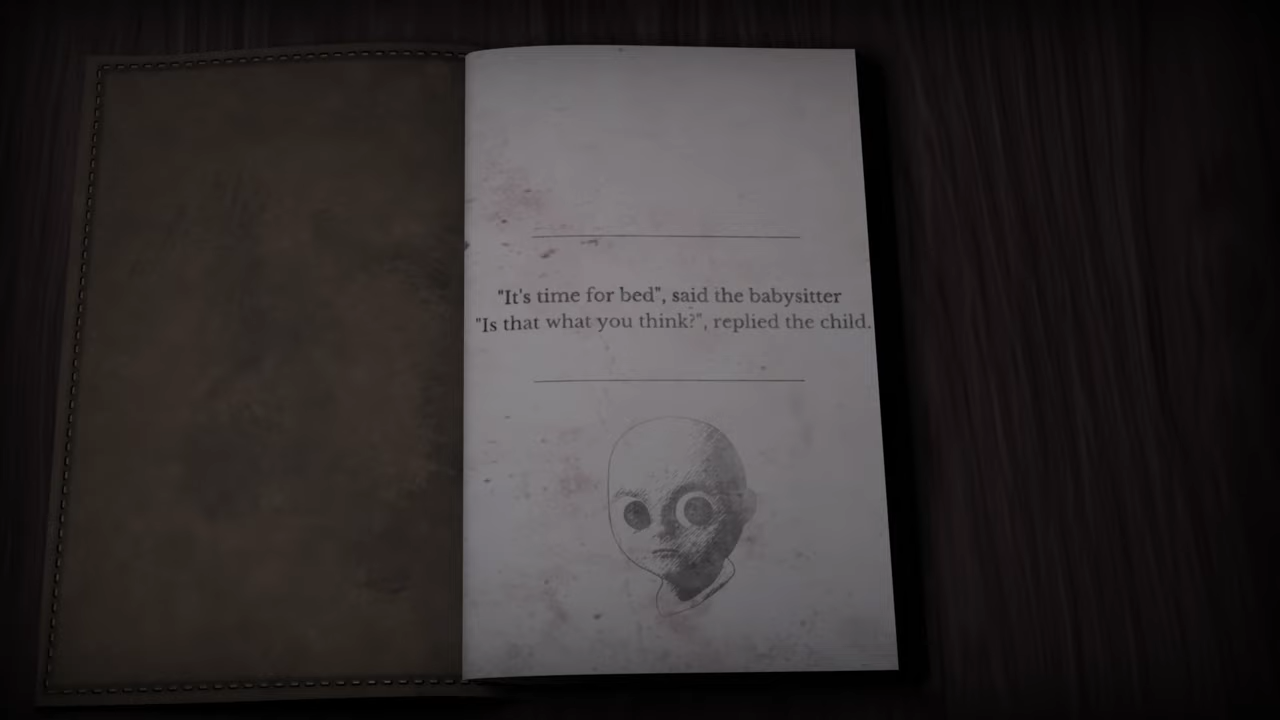 "It's time for bed", said the babysitter
"Is that what you think?", replied the child.